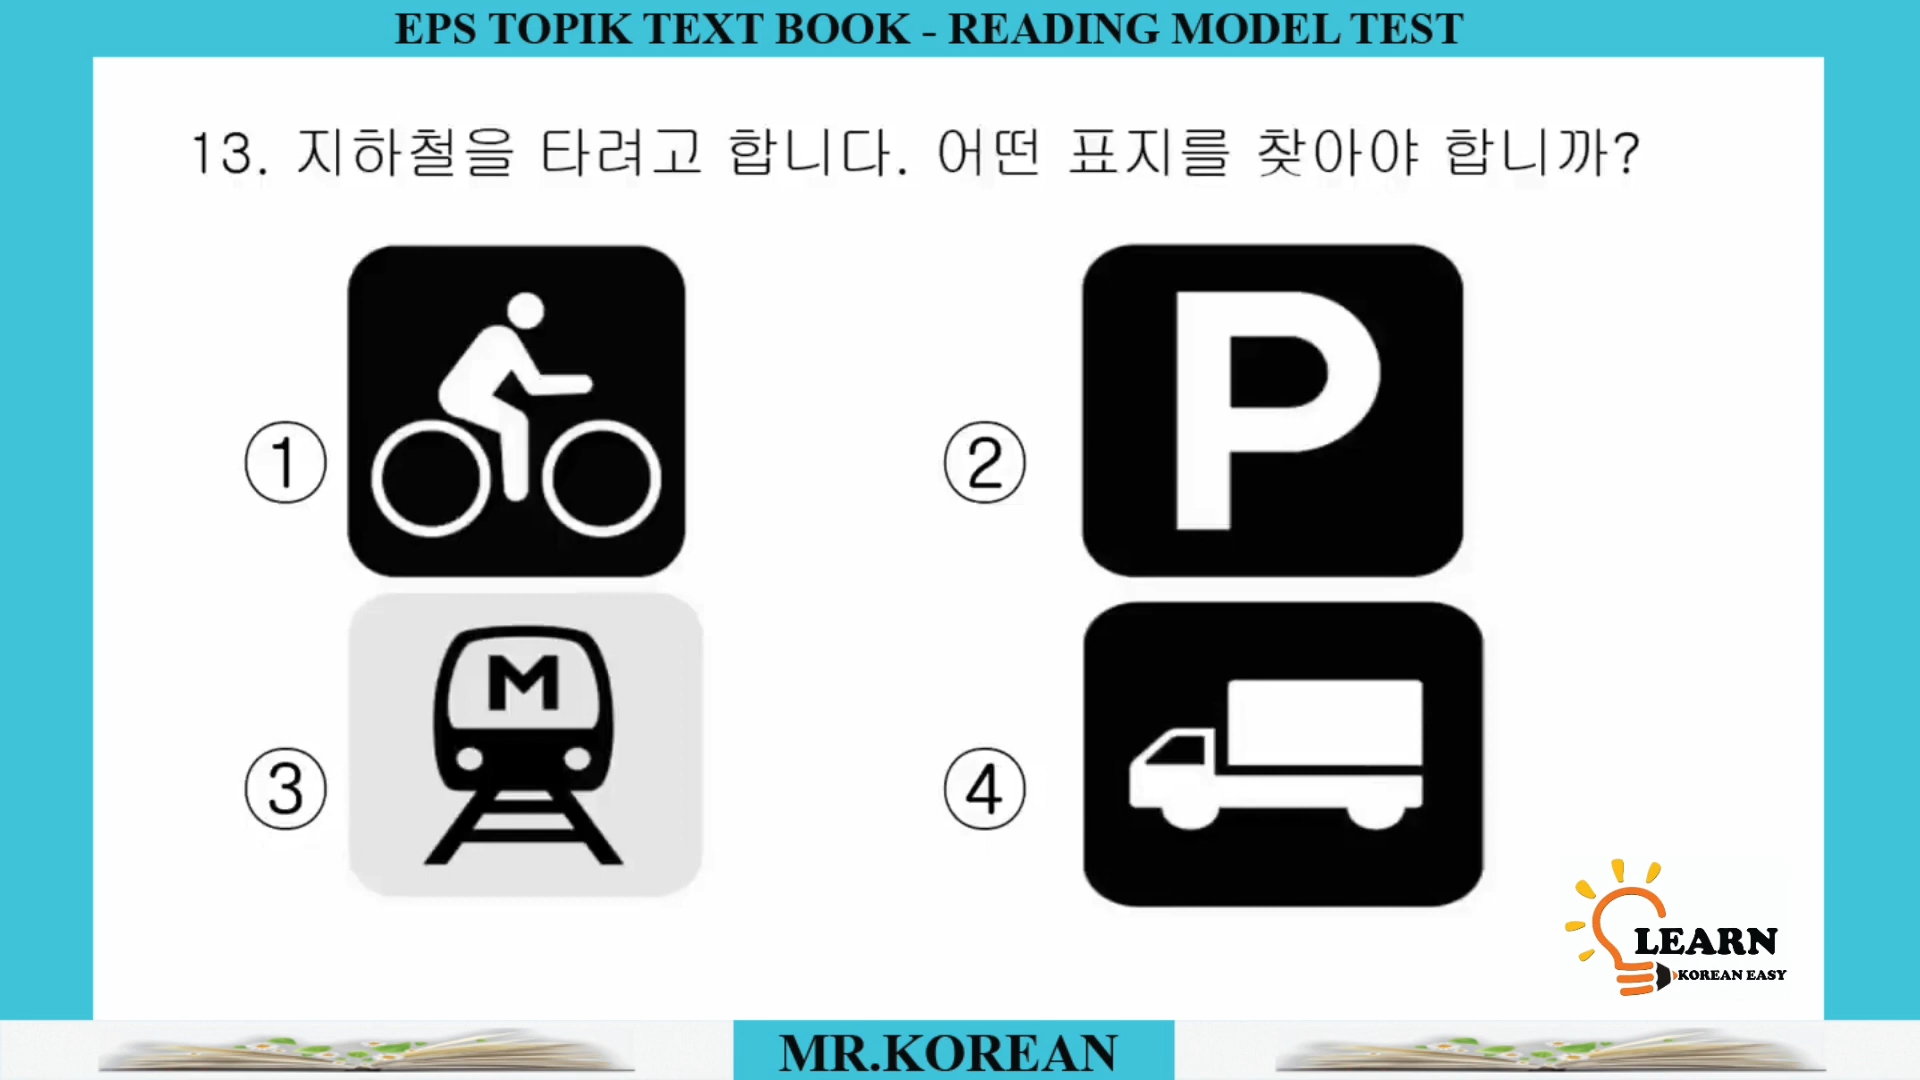 EPS TOPIK TEXT BOOK - READING MODEL TEST
13. 지하철을 타려고 합니다. 어떤 표지를 찾아야 합니까?
①
② P
③ M
④
LEARN
KOREAN EASY
MR.KOREAN